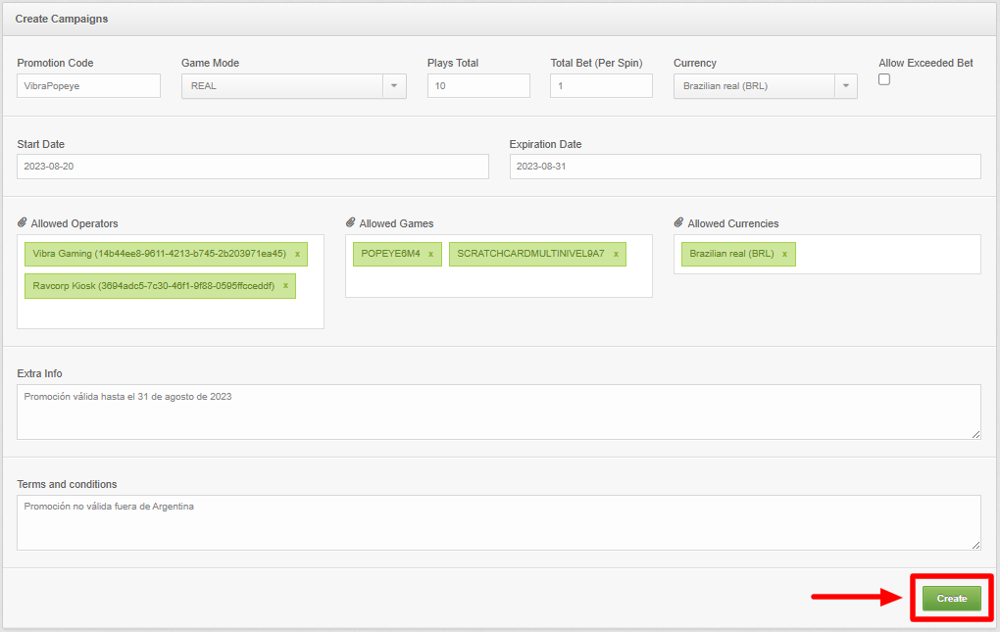 Create Campaigns
Promotion Code Game Mode Plays Total Total Bet (Per Spin) Currency Allow Exceeded Bet
VibraPopeye REAL 10 1 Brazilian real (BRL)
Start Date Expiration Date
2023-08-20 2023-08-31
Allowed Operators Allowed Games Allowed Currencies
Vibra Gaming (14b44ee8-9611-4213-b745-2b203971ea45) x POPEYE6M4 x SCRATCHCARDMULTINIVEL9A7 x Brazilian real (BRL) x
Ravcorp Kiosk (3694adc5-7c30-46f1-9f88-0595ffcceddf) x
Extra Info
Promoción válida hasta el 31 de agosto de 2023
Terms and conditions
Promoción no válida fuera de Argentina
Create